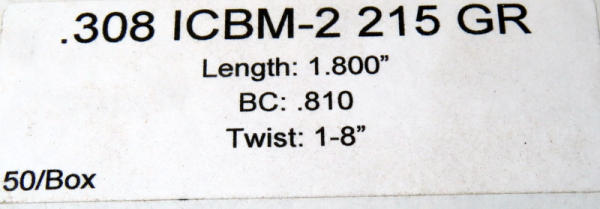 .308 ICBM-2 215 GR
Length: 1.800”
BC: .810
Twist: 1-8”
50/Box